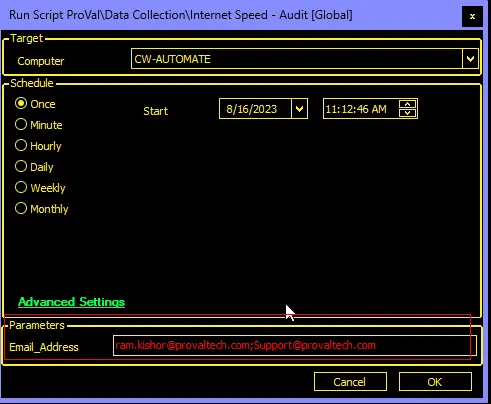 Run Script ProVal\Data Collection\Internet Speed - Audit [Global] x
Target
Computer CW-AUTOMATE
Schedule
Once Start 8/16/2023 11:12:46 AM
Minute
Hourly
Daily
Weekly
Monthly
Advanced Settings
Parameters
Email_Address ram.kishor@provaltech.com;Support@provaltech.com
Cancel OK